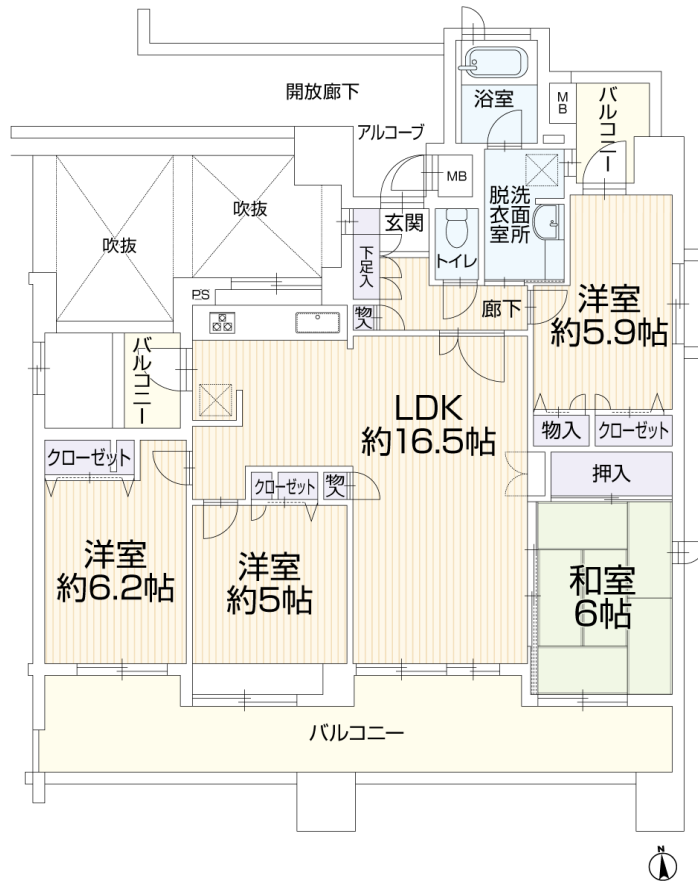 開放廊下
アルコーブ
浴室
MB
バルコニー
MB
吹抜
吹抜
玄関
トイレ
洗面所
脱衣室
下足入
廊下
洋室
約5.9帖
PS
物入
バルコニー
LDK
約16.5帖
物入
クローゼット
クローゼット
クローゼット
物入
押入
洋室
約6.2帖
洋室
約5帖
和室
6帖
バルコニー
N